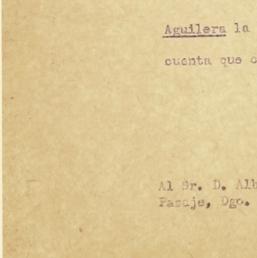 Aguilera la
cuenta que
Al Sr. D. Alb
Pasaje, Dgo.